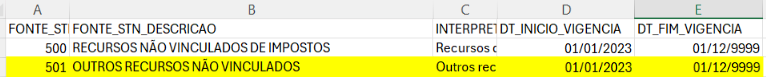 A B C D E
FONTE_STN FONTE_STN_DESCRICAO INTERPRET DT_INICIO_VIGENCIA DT_FIM_VIGENCIA
500 RECURSOS NÃO VINCULADOS DE IMPOSTOS Recursos d 01/01/2023 01/12/9999
501 OUTROS RECURSOS NÃO VINCULADOS Outros rec 01/01/2023 01/12/9999